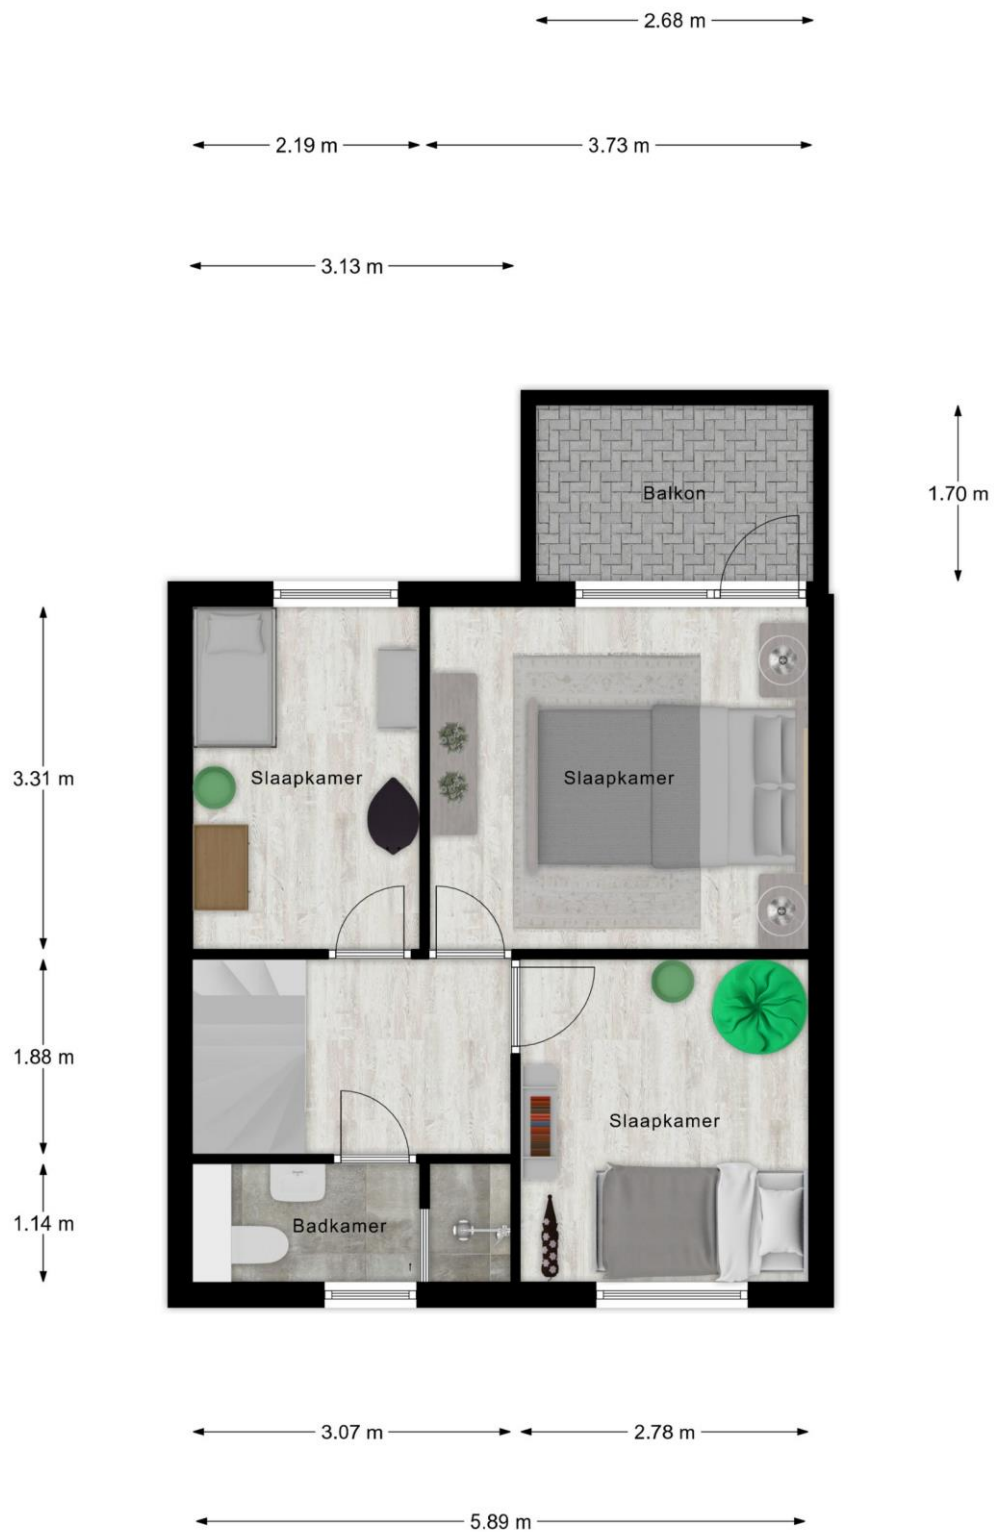 2.68 m
2.19 m
3.73 m
3.13 m
Balkon
1.70 m
3.31 m
Slaapkamer
Slaapkamer
1.88 m
Slaapkamer
1.14 m
Badkamer
3.07 m
2.78 m
5.89 m